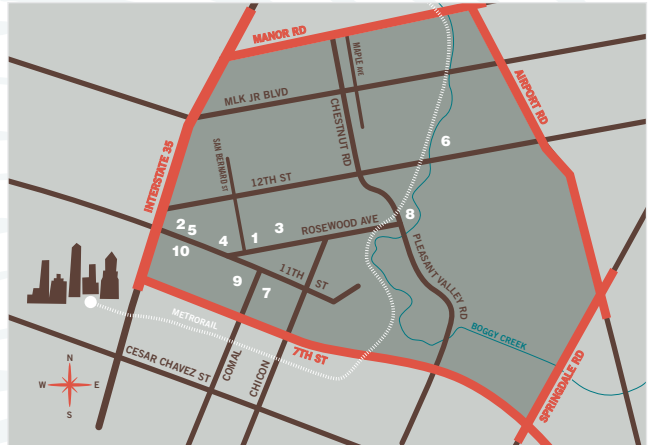 MANOR RD
MAPLE AVE
MLK JR BLVD
CHESTNUT RD
AIRPORT RD
INTERSTATE 35
SAN BERNARD ST
12TH ST
6
2
5
10
4
1
3
ROSEWOOD AVE
8
9
7
11TH ST
PLEASANT VALLEY RD
METRORAIL
7TH ST
BOGGY CREEK
CESAR CHAVEZ ST
COMAL
CHICON
SPRINGDALE RD
N
W
E
S